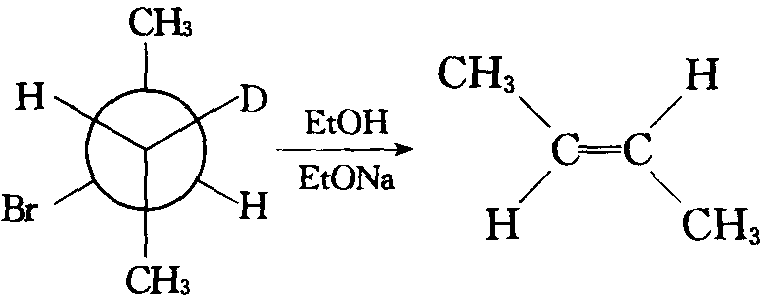 CH₃
H D
EtOH
EtONa
Br H
CH₃
CH₃ H
C=C
H CH₃